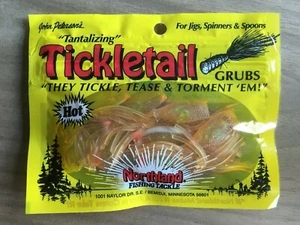 John Peterson's
For Jigs, Spinners & Spoons
"Tantalizing"
Tickletail
GRUBS
"THEY TICKLE, TEASE & TORMENT 'EM!"
Hot
Northland
FISHING TACKLE
1001 NAYLOR DR. S.E. / BEMIDJI, MINNESOTA 56601